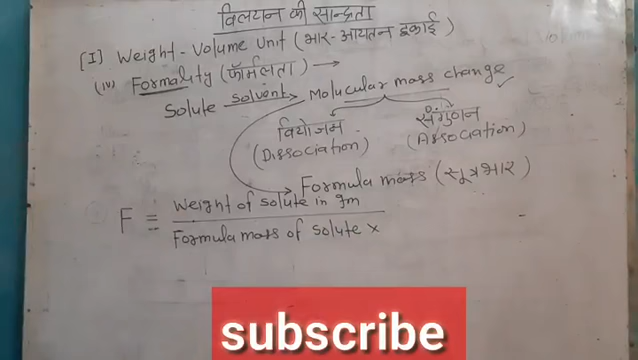 विलयन की सान्द्रता
[I] Weight - Volume Unit (भार-आयतन इकाई)
(iv) Formality (फॉर्मलता) →
Solute solvent → Molucular mass change ✓
वियोजन संगुणन
(Dissociation) (Association)
Formula mass (सूत्रभार)
F = Weight of solute in gm
Formula mass of solute ×
subscribe